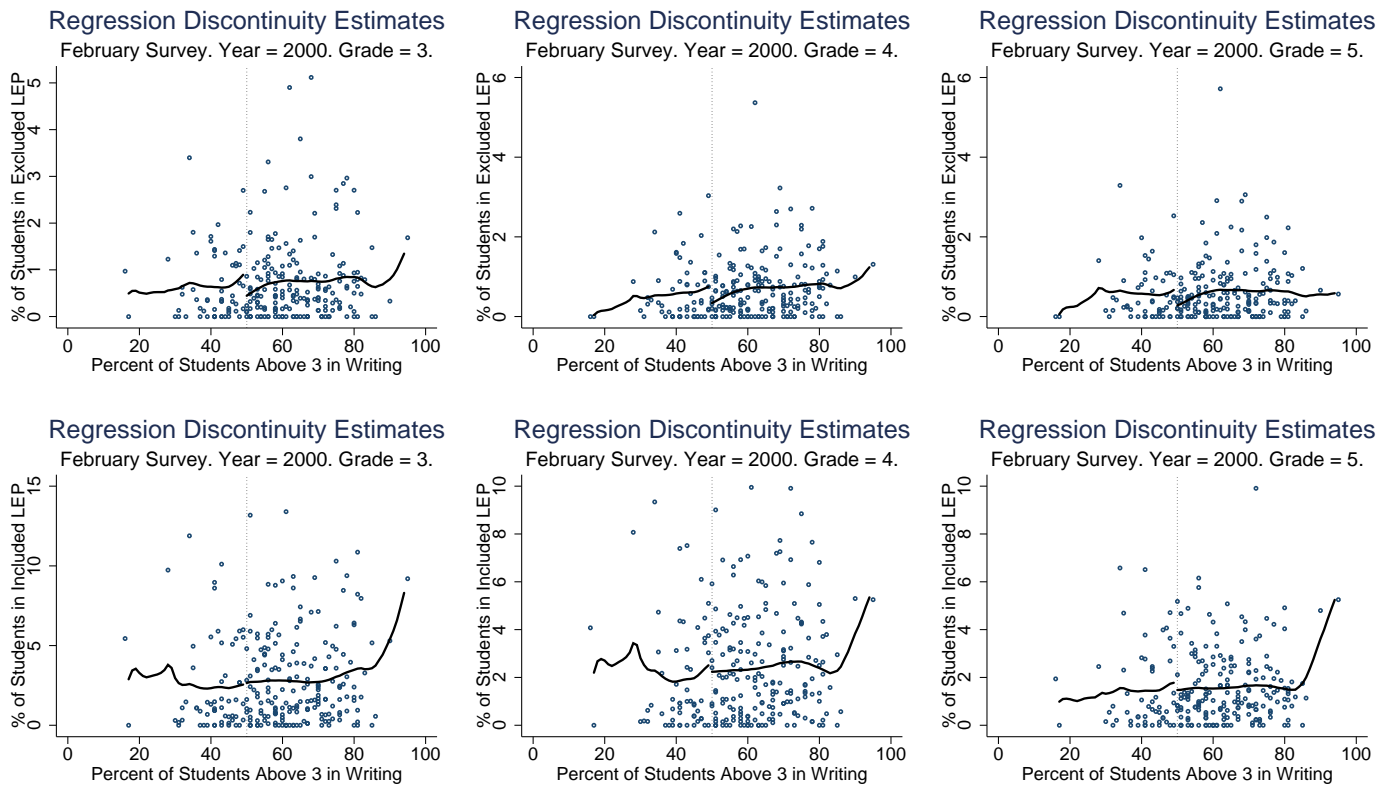 Regression Discontinuity Estimates
February Survey. Year = 2000. Grade = 3.
% of Students in Excluded LEP
5
4
3
2
1
0
0 20 40 60 80 100
Percent of Students Above 3 in Writing
Regression Discontinuity Estimates
February Survey. Year = 2000. Grade = 4.
% of Students in Excluded LEP
6
4
2
0
0 20 40 60 80 100
Percent of Students Above 3 in Writing
Regression Discontinuity Estimates
February Survey. Year = 2000. Grade = 5.
% of Students in Excluded LEP
6
4
2
0
0 20 40 60 80 100
Percent of Students Above 3 in Writing
Regression Discontinuity Estimates
February Survey. Year = 2000. Grade = 3.
% of Students in Included LEP
15
10
5
0
0 20 40 60 80 100
Percent of Students Above 3 in Writing
Regression Discontinuity Estimates
February Survey. Year = 2000. Grade = 4.
% of Students in Included LEP
10
8
6
4
2
0
0 20 40 60 80 100
Percent of Students Above 3 in Writing
Regression Discontinuity Estimates
February Survey. Year = 2000. Grade = 5.
% of Students in Included LEP
10
8
6
4
2
0
0 20 40 60 80 100
Percent of Students Above 3 in Writing